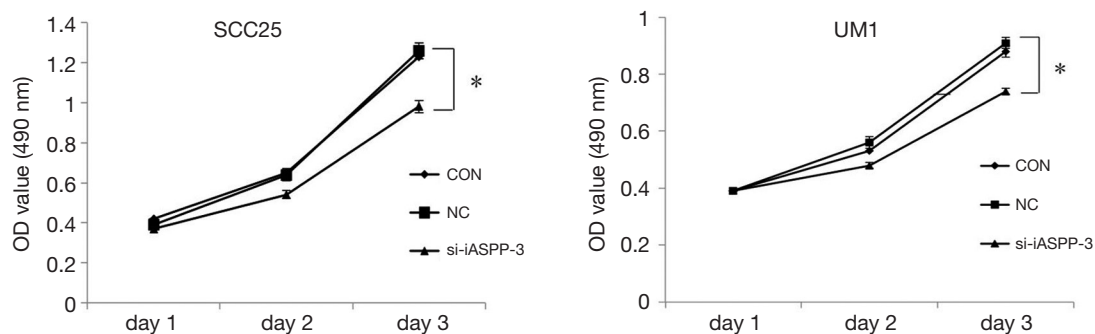 SCC25
OD value (490 nm)
1.4
1.2
1
0.8
0.6
0.4
0.2
0
day 1
day 2
day 3
*
CON
NC
si-iASPP-3
UM1
OD value (490 nm)
1
0.8
0.6
0.4
0.2
0
day 1
day 2
day 3
*
CON
NC
si-iASPP-3